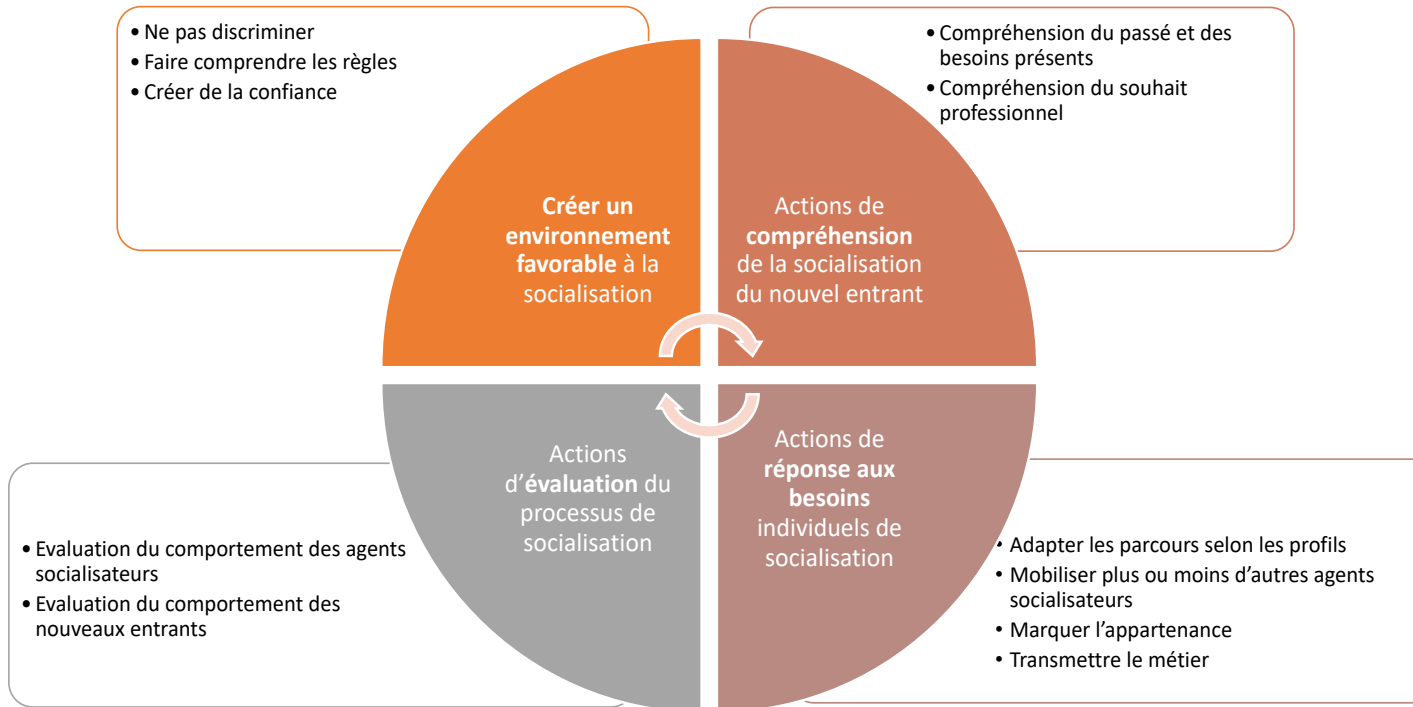 • Ne pas discriminer
• Faire comprendre les règles
• Créer de la confiance
• Compréhension du passé et des
besoins présents
• Compréhension du souhait
professionnel
Créer un
environnement
favorable à la
socialisation
Actions de
compréhension
de la socialisation
du nouvel entrant
Actions
d'évaluation du
processus de
socialisation
Actions de
réponse aux
besoins
individuels de
socialisation
• Evaluation du comportement des agents
socialisateurs
• Evaluation du comportement des
nouveaux entrants
• Adapter les parcours selon les profils
• Mobiliser plus ou moins d'autres agents
socialisateurs
• Marquer l'appartenance
• Transmettre le métier